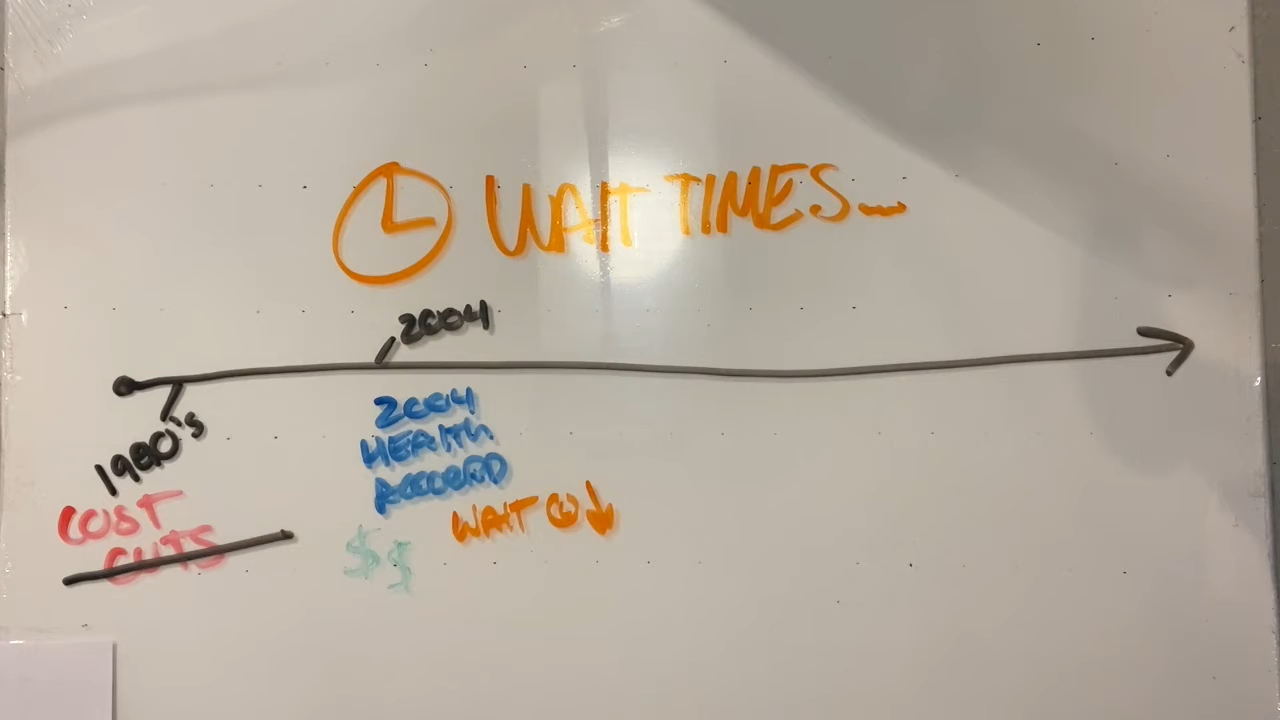 WAIT TIMES...
2004
1980's
2004
HEALTH
ACCORD
COST
CUTS
WAIT
$$